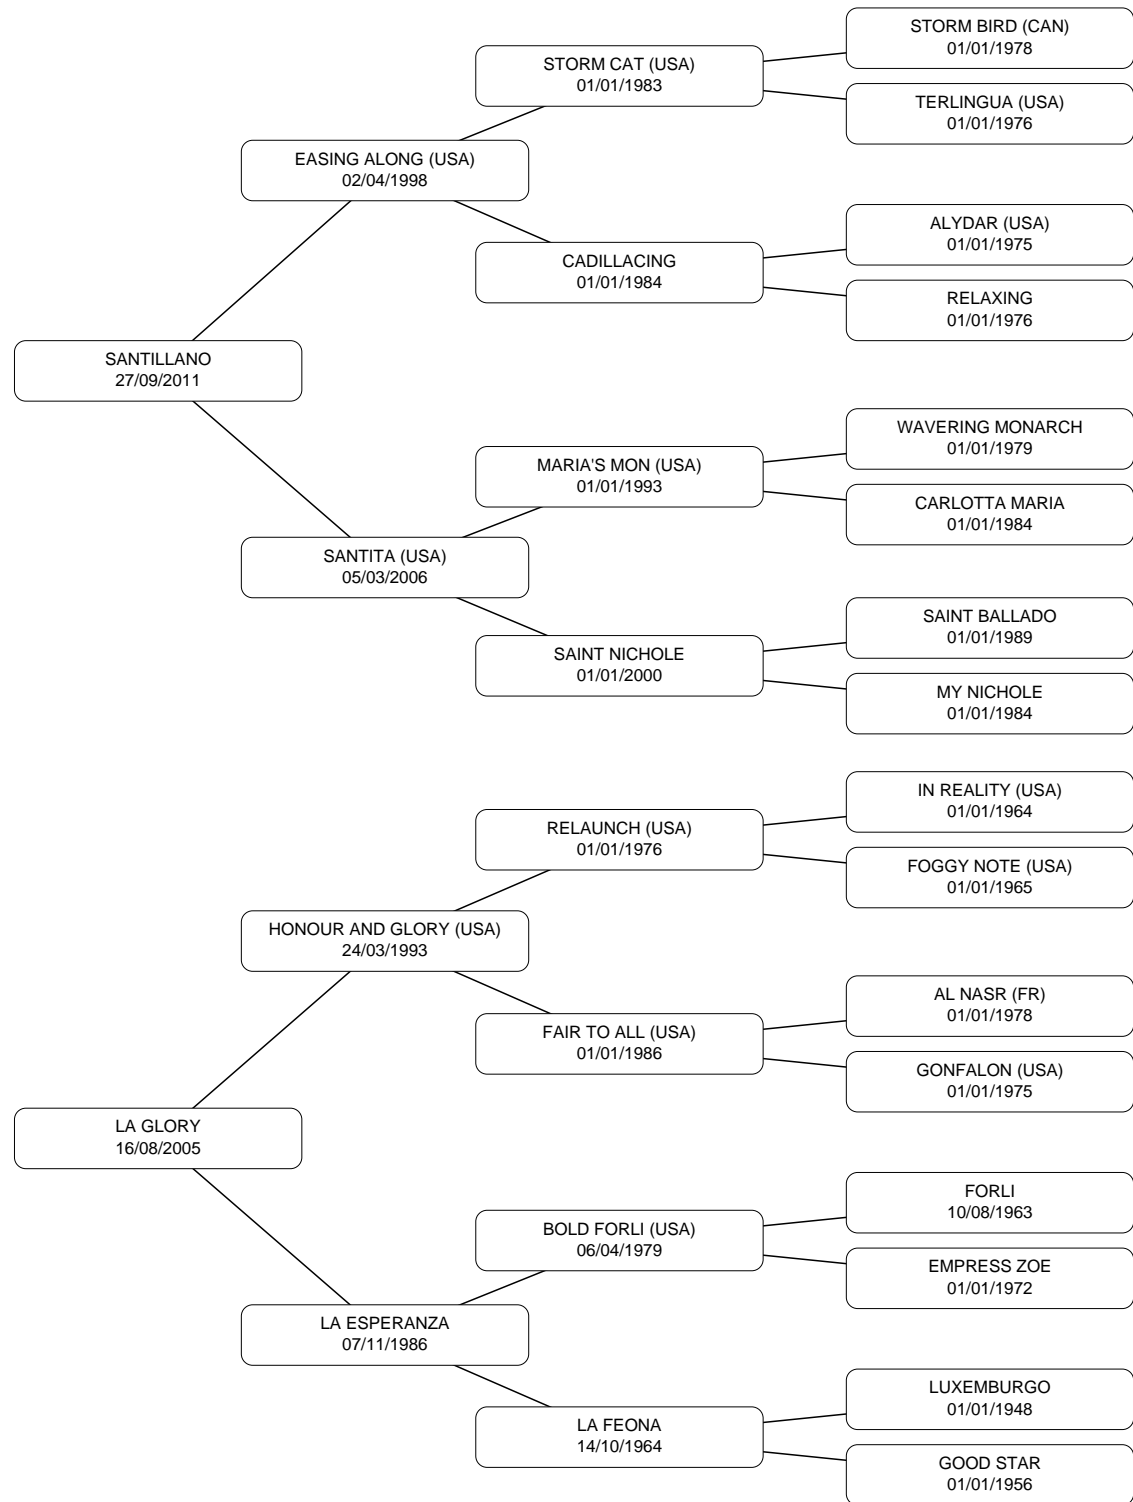 STORM BIRD (CAN)
01/01/1978
STORM CAT (USA)
01/01/1983
TERLINGUA (USA)
01/01/1976
EASING ALONG (USA)
02/04/1998
ALYDAR (USA)
01/01/1975
CADILLACING
01/01/1984
RELAXING
01/01/1976
SANTILLANO
27/09/2011
WAVERING MONARCH
01/01/1979
MARIA'S MON (USA)
01/01/1993
CARLOTTA MARIA
01/01/1984
SANTITA (USA)
05/03/2006
SAINT BALLADO
01/01/1989
SAINT NICHOLE
01/01/2000
MY NICHOLE
01/01/1984
IN REALITY (USA)
01/01/1964
RELAUNCH (USA)
01/01/1976
FOGGY NOTE (USA)
01/01/1965
HONOUR AND GLORY (USA)
24/03/1993
AL NASR (FR)
01/01/1978
FAIR TO ALL (USA)
01/01/1986
GONFALON (USA)
01/01/1975
LA GLORY
16/08/2005
FORLI
10/08/1963
BOLD FORLI (USA)
06/04/1979
EMPRESS ZOE
01/01/1972
LA ESPERANZA
07/11/1986
LUXEMBURGO
01/01/1948
LA FEONA
14/10/1964
GOOD STAR
01/01/1956